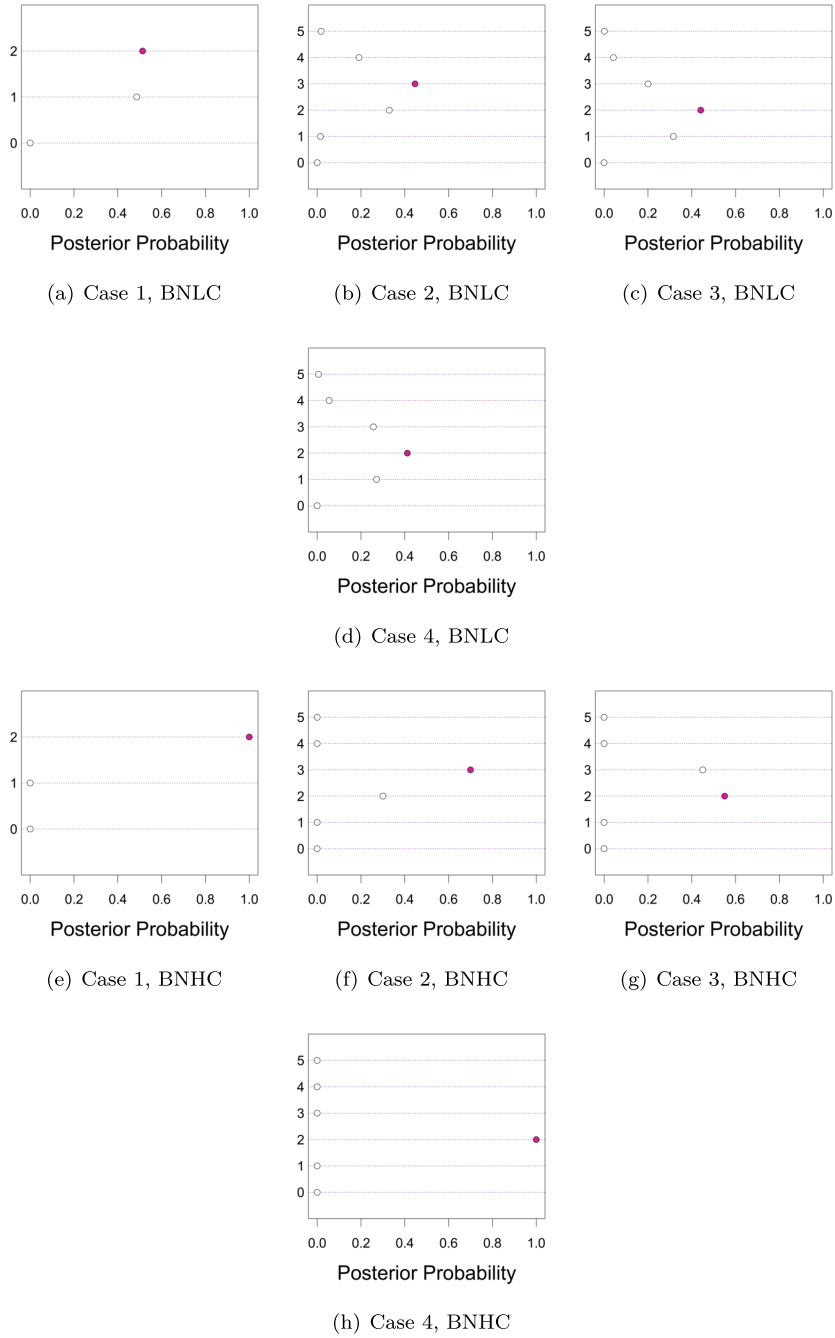 2
1
0
0.0 0.2 0.4 0.6 0.8 1.0
Posterior Probability
(a) Case 1, BNLC
5
4
3
2
1
0
0.0 0.2 0.4 0.6 0.8 1.0
Posterior Probability
(b) Case 2, BNLC
5
4
3
2
1
0
0.0 0.2 0.4 0.6 0.8 1.0
Posterior Probability
(c) Case 3, BNLC
5
4
3
2
1
0
0.0 0.2 0.4 0.6 0.8 1.0
Posterior Probability
(d) Case 4, BNLC
2
1
0
0.0 0.2 0.4 0.6 0.8 1.0
Posterior Probability
(e) Case 1, BNHC
5
4
3
2
1
0
0.0 0.2 0.4 0.6 0.8 1.0
Posterior Probability
(f) Case 2, BNHC
5
4
3
2
1
0
0.0 0.2 0.4 0.6 0.8 1.0
Posterior Probability
(g) Case 3, BNHC
5
4
3
2
1
0
0.0 0.2 0.4 0.6 0.8 1.0
Posterior Probability
(h) Case 4, BNHC